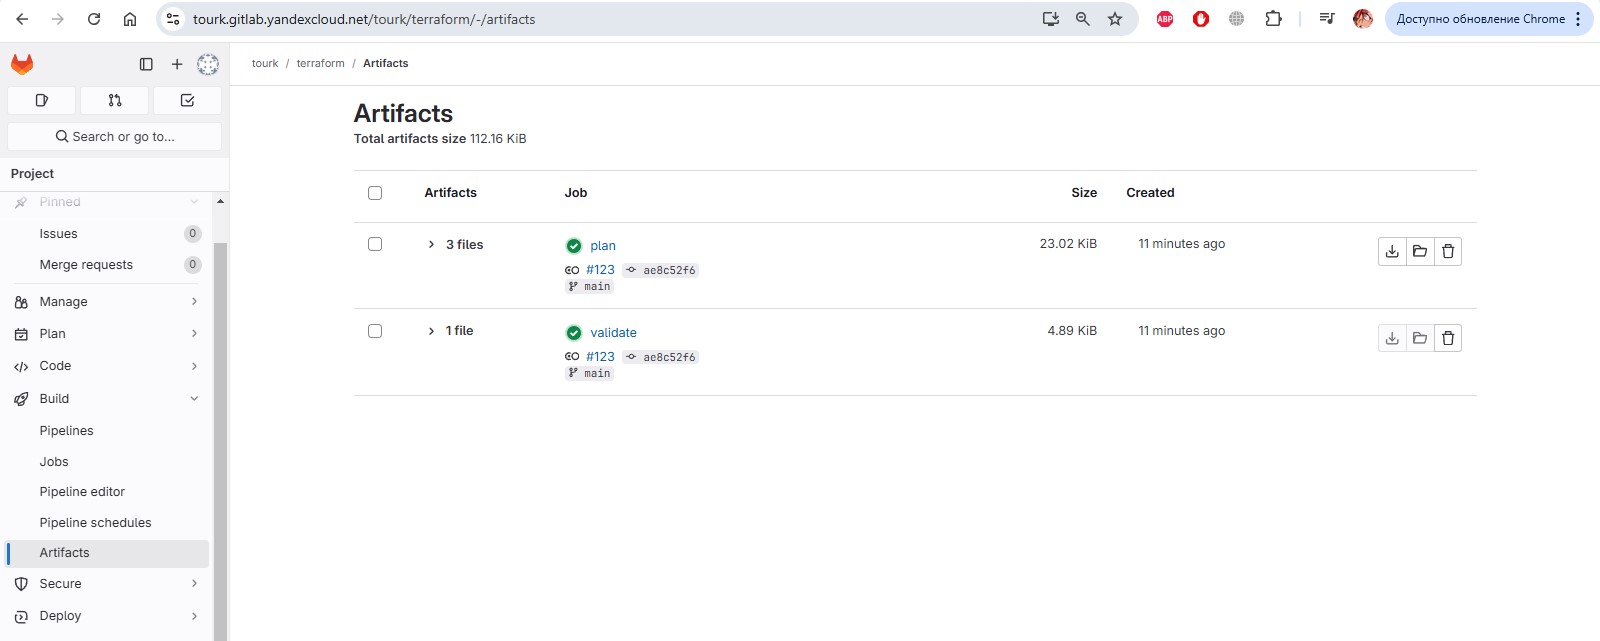 tourk.gitlab.yandexcloud.net/tourk/terraform/-/artifacts
ABP
Доступно обновление Chrome
tourk / terraform / Artifacts
Search or go to...
Project
Pinned
Issues 0
Merge requests 0
Manage
Plan
Code
Build
Pipelines
Jobs
Pipeline editor
Pipeline schedules
Artifacts
Secure
Deploy
Artifacts
Total artifacts size 112.16 KiB
Artifacts Job Size Created
3 files plan 23.02 KiB 11 minutes ago
#123 ae8c52f6
main
1 file validate 4.89 KiB 11 minutes ago
#123 ae8c52f6
main